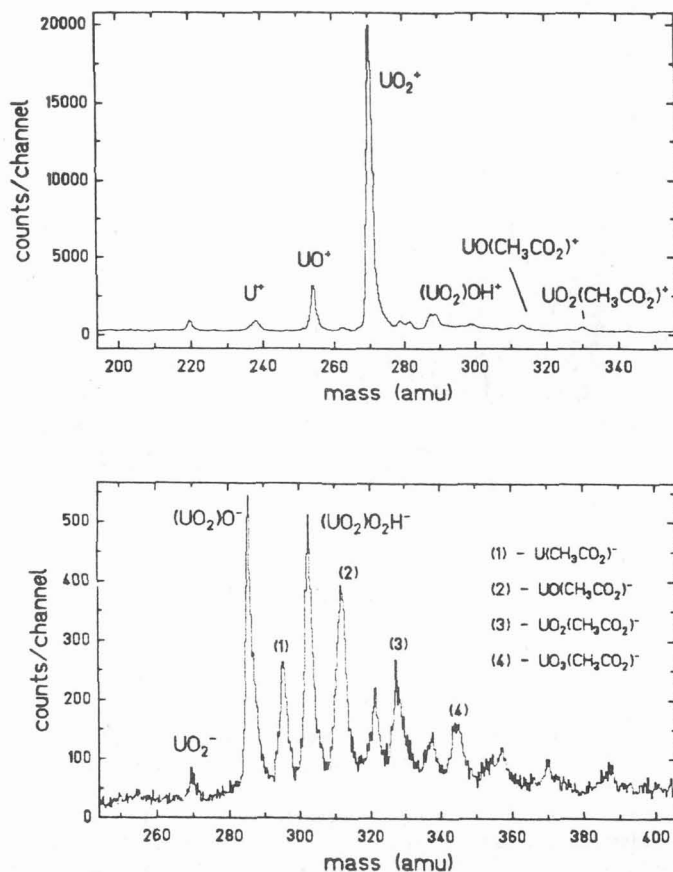 20000
15000
10000
5000
0
counts/channel
UO₂⁺
UO⁺
U⁺
(UO₂)OH⁺
UO(CH₃CO₂)⁺
UO₂(CH₃CO₂)⁺
200 220 240 260 280 300 320 340
mass (amu)
500
400
300
200
100
0
counts/channel
(UO₂)O⁻
(UO₂)O₂H⁻
(2)
(1)
(3)
(4)
UO₂⁻
(1) - U(CH₃CO₂)⁻
(2) - UO(CH₃CO₂)⁻
(3) - UO₂(CH₃CO₂)⁻
(4) - UO₃(CH₃CO₂)⁻
260 280 300 320 340 360 380 400
mass (amu)